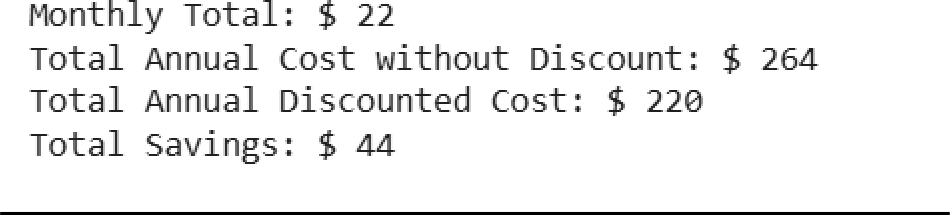 Monthly Total: $ 22
Total Annual Cost without Discount: $ 264
Total Annual Discounted Cost: $ 220
Total Savings: $ 44